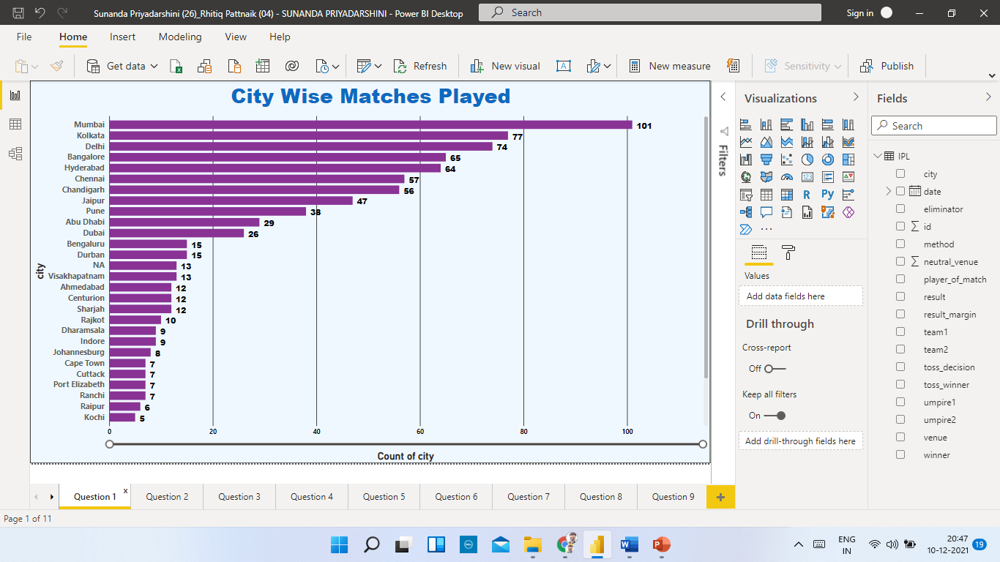 Sunanda Priyadarshini (26)_Rhitiq Pattnaik (04) - SUNANDA PRIYADARSHINI - Power BI Desktop
Search
Sign in
File Home Insert Modeling View Help
Get data
Refresh
New visual
A
New measure
Sensitivity
Publish
City Wise Matches Played
Mumbai 101
Kolkata 77
Delhi 74
Bangalore 65
Hyderabad 64
Chennai 57
Chandigarh 56
Jaipur 47
Pune 38
Abu Dhabi 29
Dubai 26
Bengaluru 15
Durban 15
NA 13
Visakhapatnam 13
Ahmedabad 12
Centurion 12
Sharjah 12
Rajkot 10
Dharamsala 9
Indore 9
Johannesburg 8
Cape Town 7
Cuttack 7
Port Elizabeth 7
Ranchi 7
Raipur 6
Kochi 5
city
0 20 40 60 80 100
Count of city
Filters
Visualizations
123
R Py
Values
Add data fields here
Drill through
Cross-report
Off
Keep all filters
On
Add drill-through fields here
Fields
Search
IPL
city
date
eliminator
id
method
neutral_venue
player_of_match
result
result_margin
team1
team2
toss_decision
toss_winner
umpire1
umpire2
venue
winner
Question 1 x Question 2 Question 3 Question 4 Question 5 Question 6 Question 7 Question 8 Question 9 +
Page 1 of 11
DELL
W
P
ENG
IN
20:47
10-12-2021
19